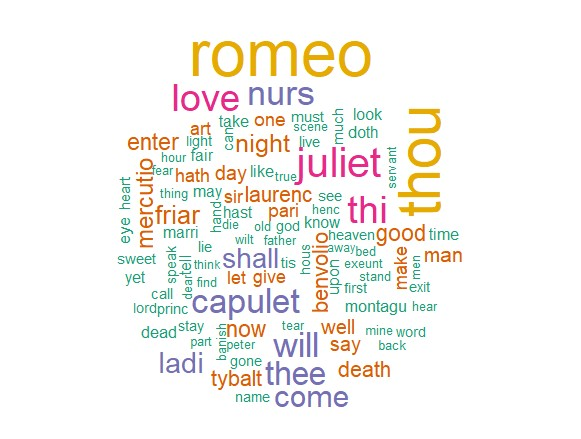 romeo
love nurs
take one must scene much look
art can light live doth
enter night thou
hour fair juliet servant
mercutio fear hath day like true
thing may sir laurenc see thi
eye heart friar hand hast pari henc know
marri die old god heaven good time
sweet lie wilt father away bed
speak shall tis hous upon benvolio exeunt make man
yet deartell think let give first stand men exit
call find capulet montagu hear
lord princ
dead stay now tear will well mine word
part banish peter say back
ladi gone thee death
tybalt
name come